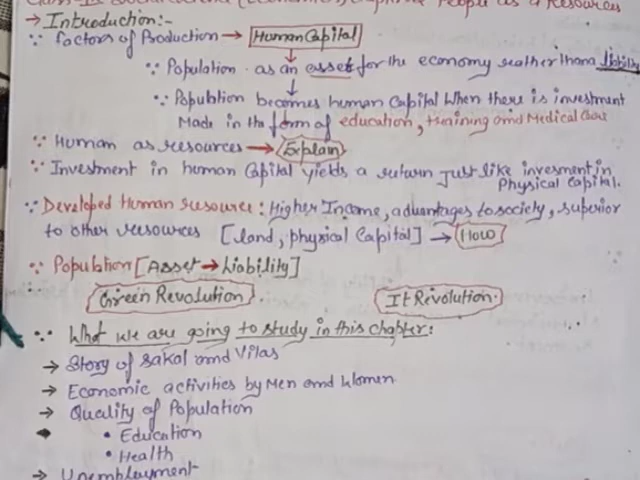 People as a Resources
→ Introduction:-
∵ factors of Production → Human Capital
∵ Population as an asset for the economy rather than a liability
∵ Population becomes human Capital When there is investment
Made in the form of education, training and Medical Care
∵ Human as resources → Explain
∵ Investment in human Capital yields a return Just like invesment in
Physical Capital.
∵ Developed Human resource: Higher Income, advantages to society, superior
to other resources [land, physical Capital] → How
∵ Population [Asset → Liability]
Green Revolution. It Revolution.
∵ What we are going to study in this chapter:
→ Story of Sakal and Vilas
→ Economic activities by Men and Women
→ Quality of Population
• Education
• Health
→ Unemployment